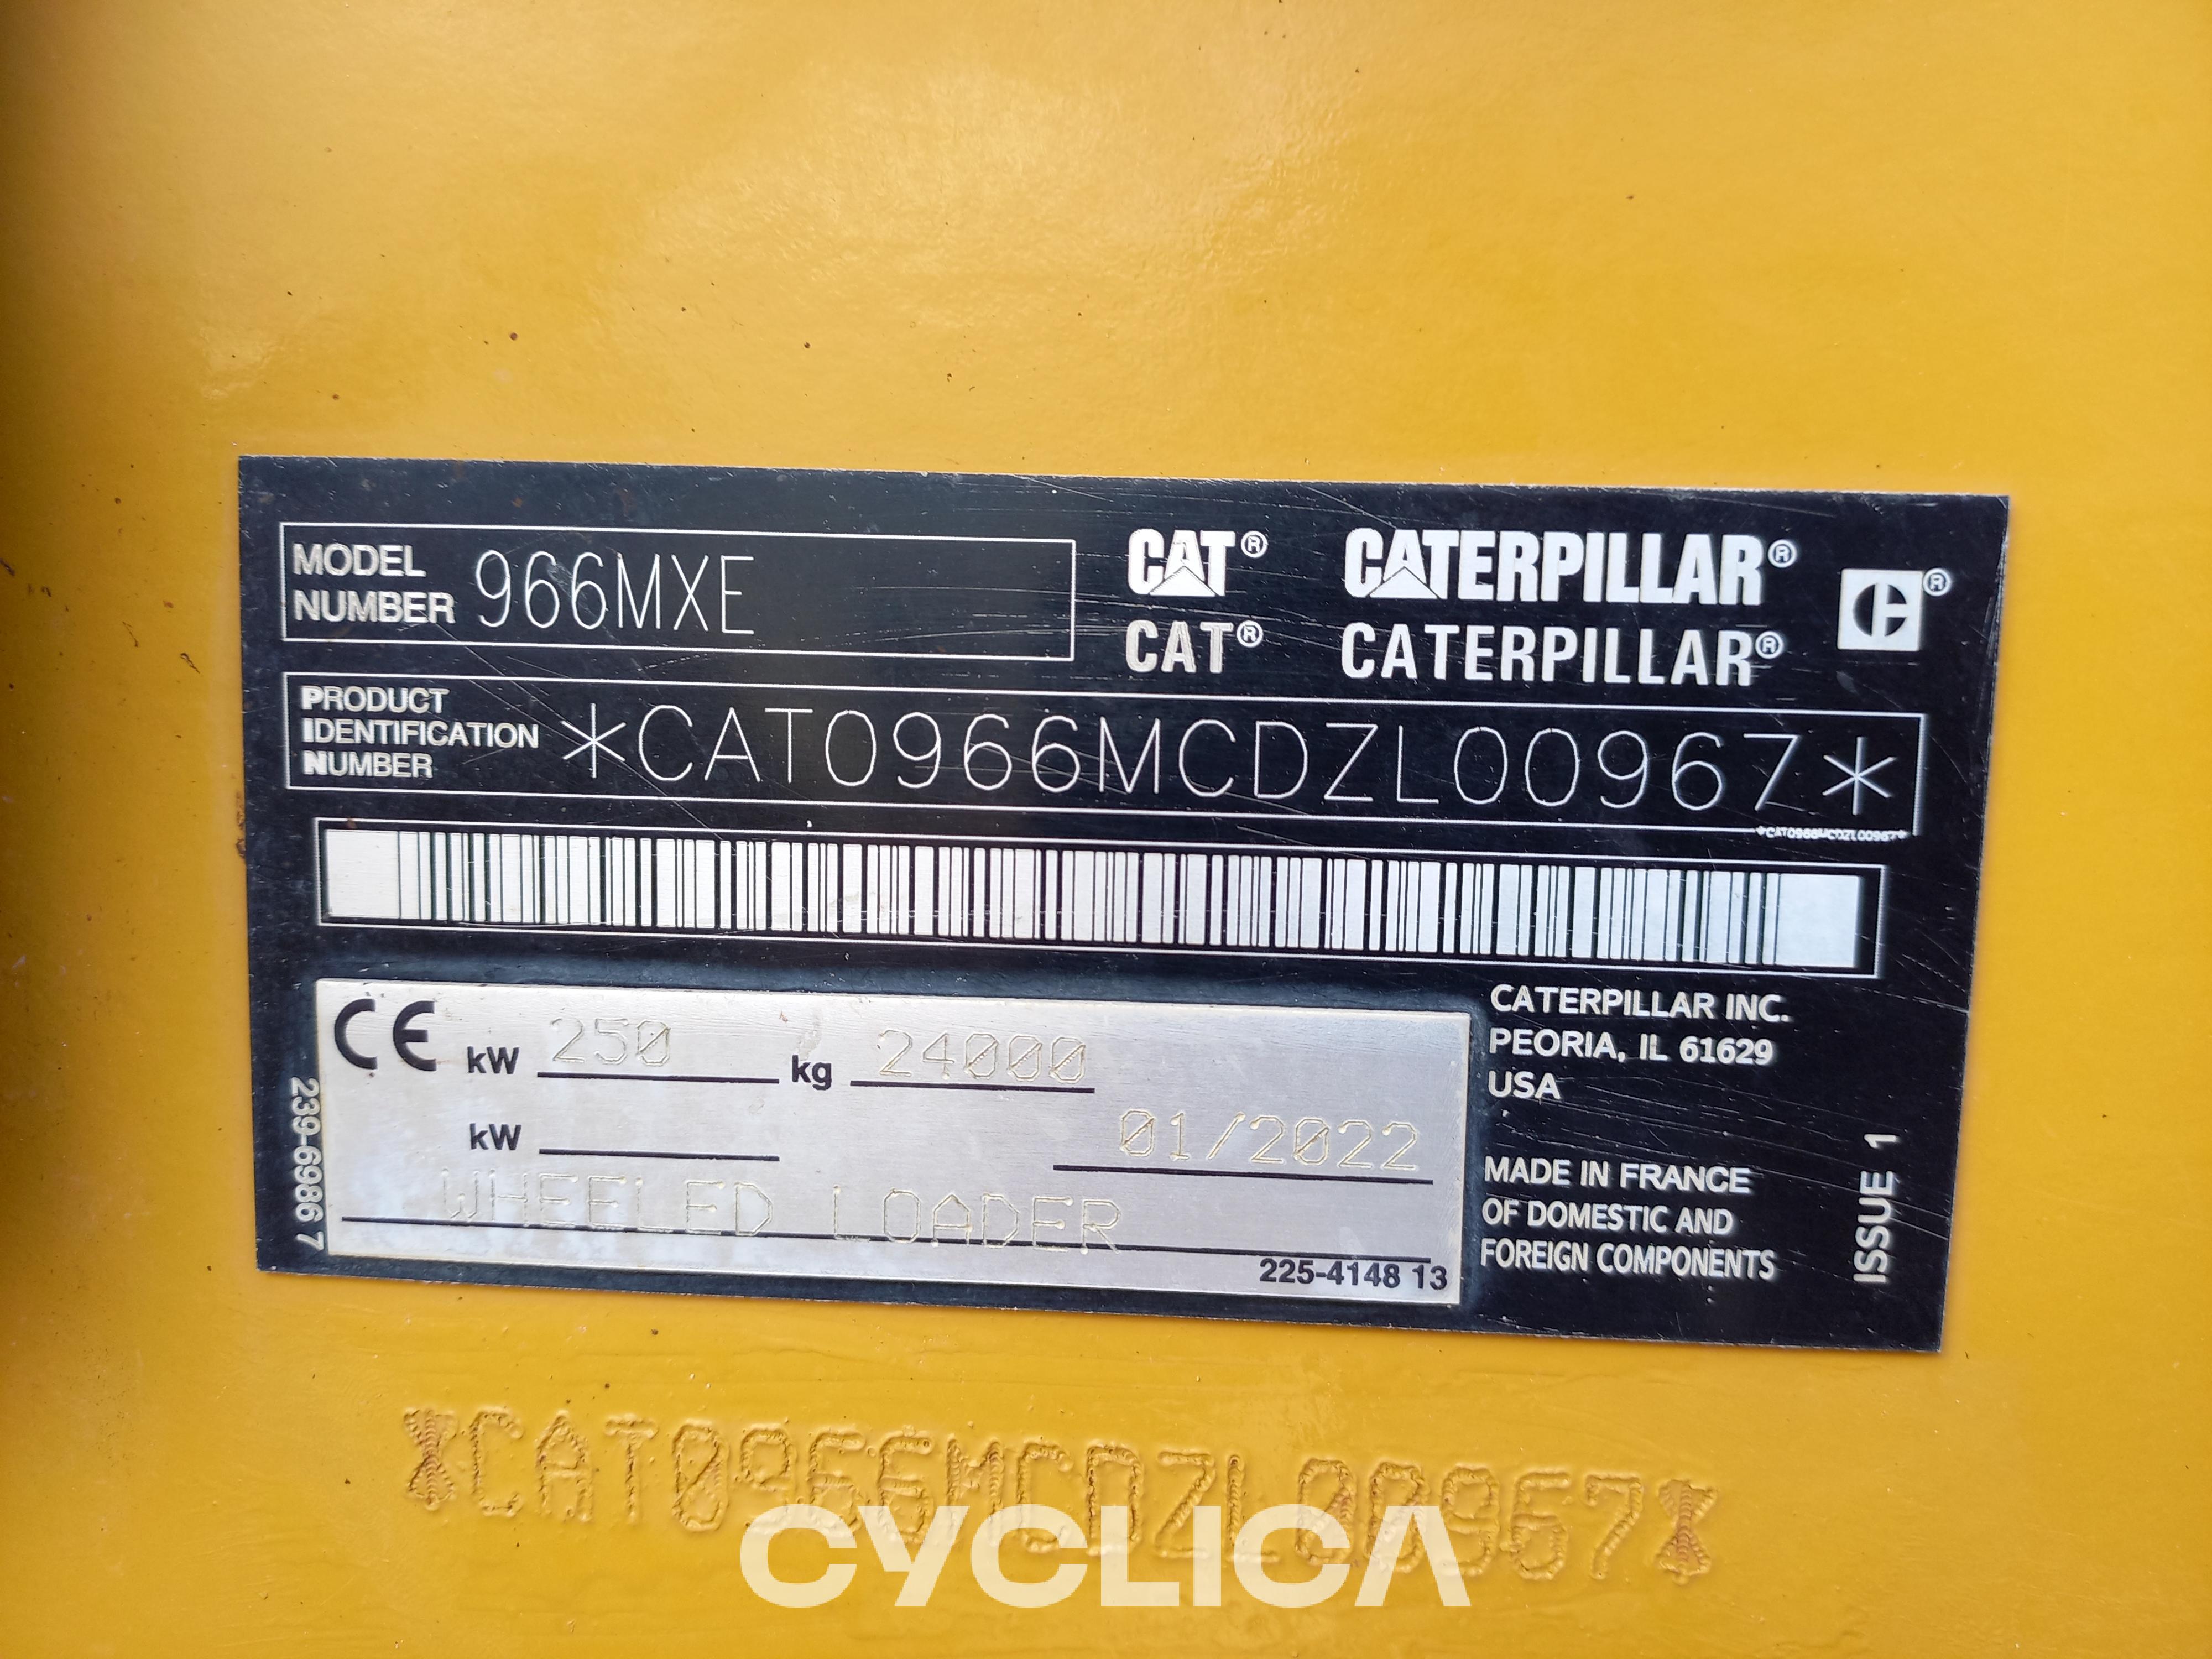 MODEL
NUMBER 966MXE
CAT® CATERPILLAR®
CAT® CATERPILLAR®
PRODUCT
IDENTIFICATION
NUMBER
*CAT0966MCDZL00967*
*CAT0966MCDZL00967*
CE kW 250 kg 24000
kW
01/2022
WHEELED LOADER
225-4148 13
239-6986 7
CATERPILLAR INC.
PEORIA, IL 61629
USA
MADE IN FRANCE
OF DOMESTIC AND
FOREIGN COMPONENTS
ISSUE 1
*CAT0966MCDZL00967*
CYCLICA